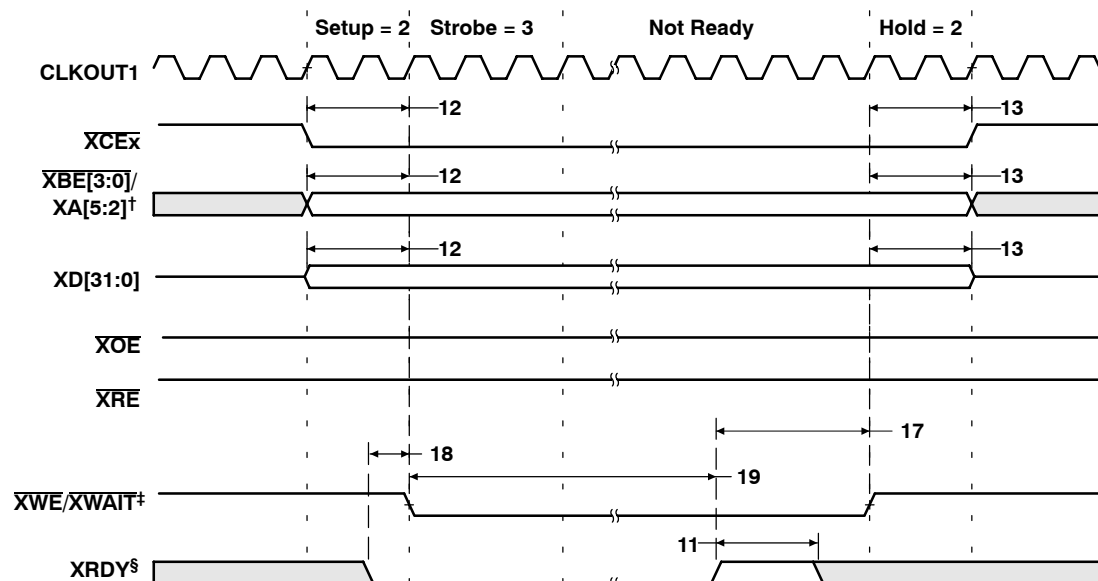 Setup = 2 Strobe = 3 Not Ready Hold = 2
CLKOUT1
12 13
XCEx
12 13
XBE[3:0]/
XA[5:2]†
12 13
XD[31:0]
XOE
XRE
17
18
19
XWE/XWAIT‡
11
XRDY§